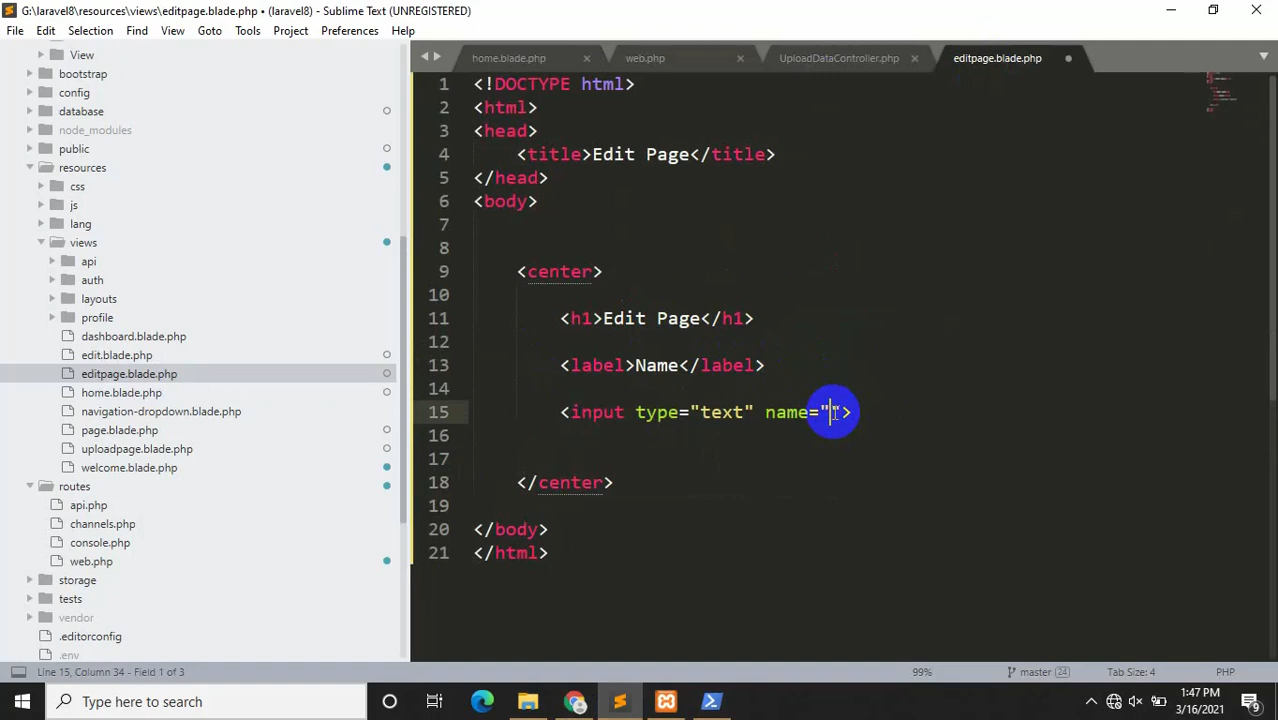 G:\laravel8\resources\views\editpage.blade.php • (laravel8) - Sublime Text (UNREGISTERED)
File Edit Selection Find View Goto Tools Project Preferences Help
View
bootstrap
config
database
node_modules
public
resources
css
js
lang
views
api
auth
layouts
profile
dashboard.blade.php
edit.blade.php
editpage.blade.php
home.blade.php
navigation-dropdown.blade.php
page.blade.php
uploadpage.blade.php
welcome.blade.php
routes
api.php
channels.php
console.php
web.php
storage
tests
vendor
.editorconfig
.env
home.blade.php web.php UploadDataController.php editpage.blade.php
1 <!DOCTYPE html>
2 <html>
3 <head>
4 <title>Edit Page</title>
5 </head>
6 <body>
7
8
9 <center>
10
11 <h1>Edit Page</h1>
12
13 <label>Name</label>
14
15 <input type="text" name="">
16
17
18 </center>
19
20 </body>
21 </html>
Line 15, Column 34 - Field 1 of 3 99% master 24 Tab Size: 4 PHP
Type here to search
1:47 PM
3/16/2021
9